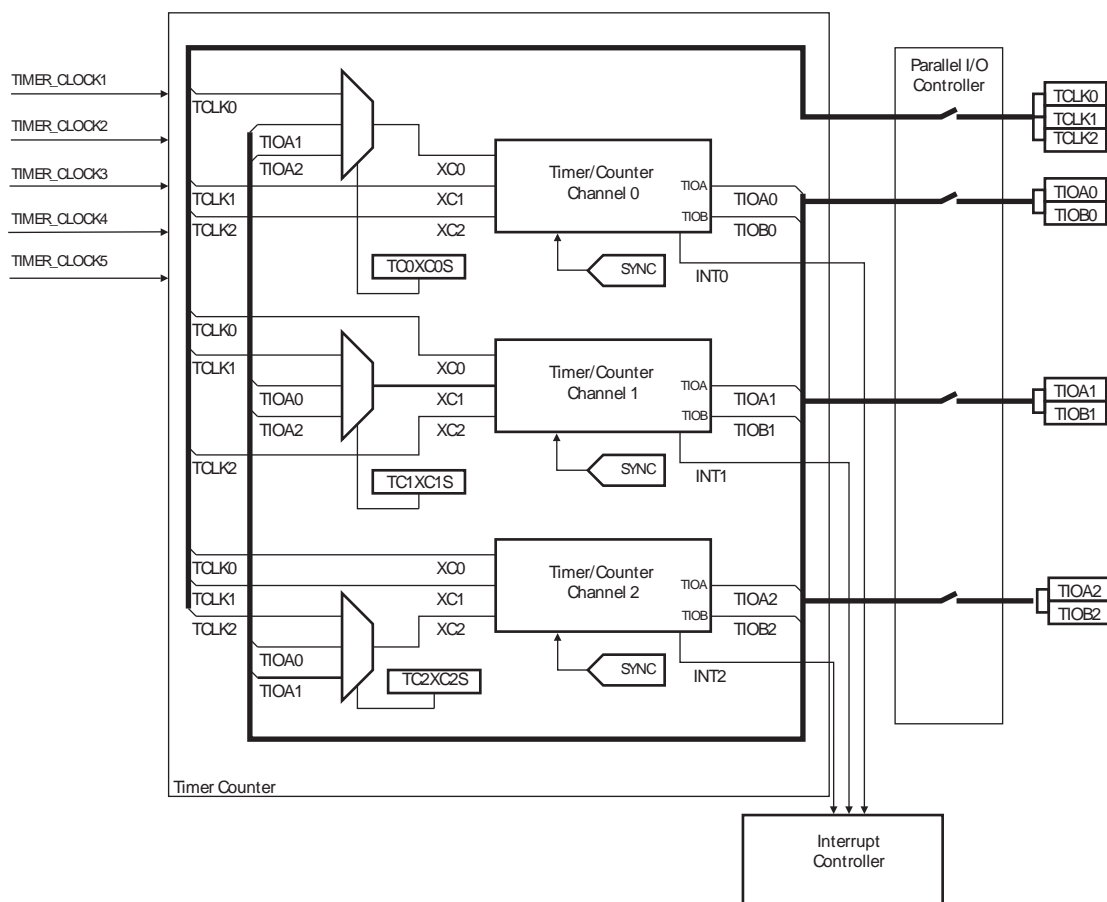 TIMER_CLOCK1
TIMER_CLOCK2
TIMER_CLOCK3
TIMER_CLOCK4
TIMER_CLOCK5
TCLK0
TIOA1
TIOA2
TCLK1
TCLK2
XC0
XC1
XC2
TC0XC0S
Timer/Counter
Channel 0
TIOA
TIOB
TIOA0
TIOB0
SYNC
INT0
TCLK0
TCLK1
TIOA0
TIOA2
TCLK2
XC0
XC1
XC2
TC1XC1S
Timer/Counter
Channel 1
TIOA
TIOB
TIOA1
TIOB1
SYNC
INT1
TCLK0
TCLK1
TCLK2
TIOA0
TIOA1
XC0
XC1
XC2
TC2XC2S
Timer/Counter
Channel 2
TIOA
TIOB
TIOA2
TIOB2
SYNC
INT2
Timer Counter
Parallel I/O
Controller
TCLK0
TCLK1
TCLK2
TIOA0
TIOB0
TIOA1
TIOB1
TIOA2
TIOB2
Interrupt
Controller